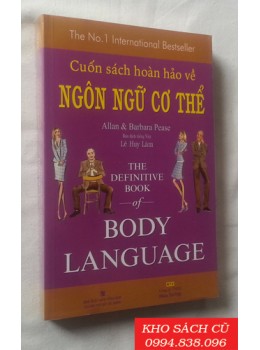 The No.1 International Bestseller
Cuốn sách hoàn hảo về
NGÔN NGỮ CƠ THỂ
Allan & Barbara Pease
Lê Huy Lâm
THE
DEFINITIVE
BOOK
of
BODY
LANGUAGE
KHO SÁCH CŨ
0994.838.096